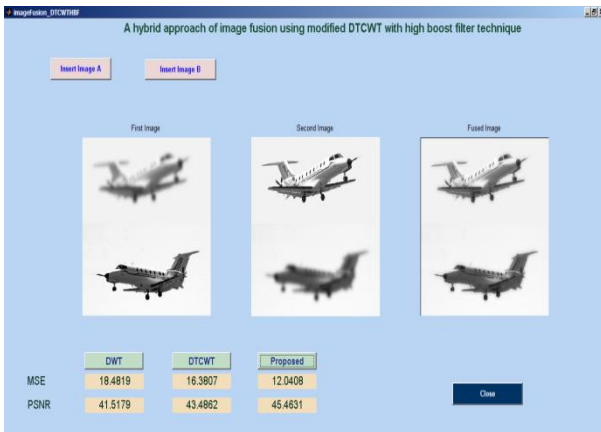 imageFusion_DTCWTHBF
A hybrid approach of image fusion using modified DTCWT with high boost filter technique
Insert Image A Insert Image B
First Image Second Image Fused Image
DWT DTCWT Proposed
MSE 18.4819 16.3807 12.0408
PSNR 41.5179 43.4862 45.4631
Close